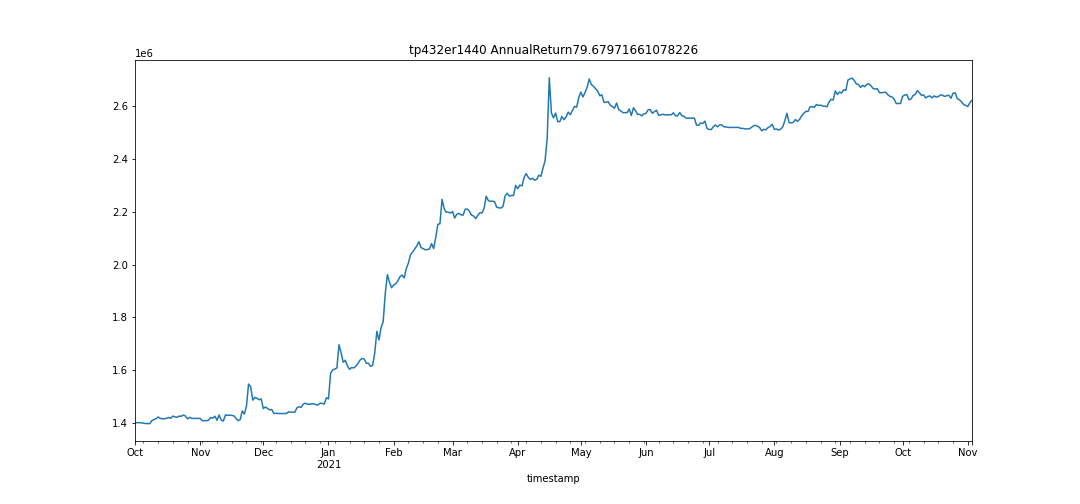 tp432er1440 AnnualReturn79.67971661078226
1e6
2.6
2.4
2.2
2.0
1.8
1.6
1.4
Oct Nov Dec Jan Feb Mar Apr May Jun Jul Aug Sep Oct Nov
2021
timestamp